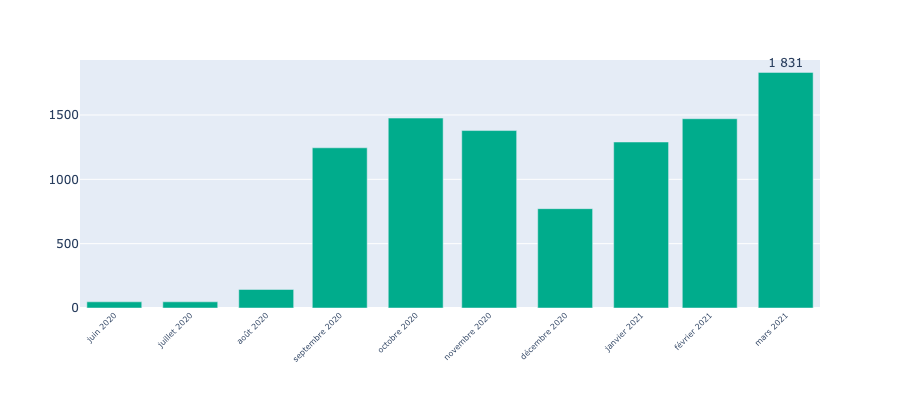 1 831
1500
1000
500
0
juin 2020
juillet 2020
août 2020
septembre 2020
octobre 2020
novembre 2020
décembre 2020
janvier 2021
février 2021
mars 2021